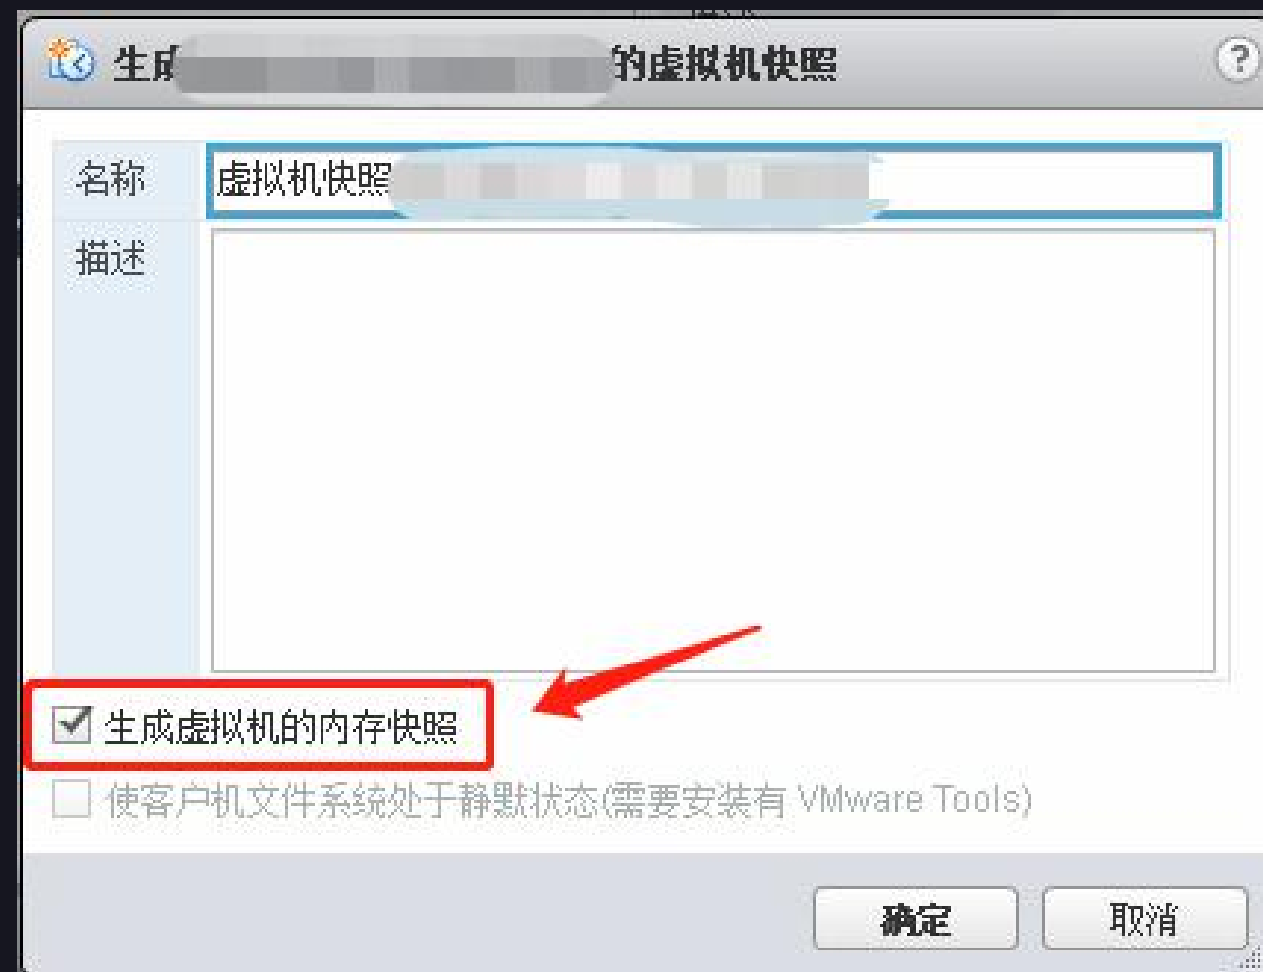 生成 的虚拟机快照
?
名称 虚拟机快照
描述
生成虚拟机的内存快照
使客户机文件系统处于静默状态(需要安装有 VMware Tools)
确定 取消